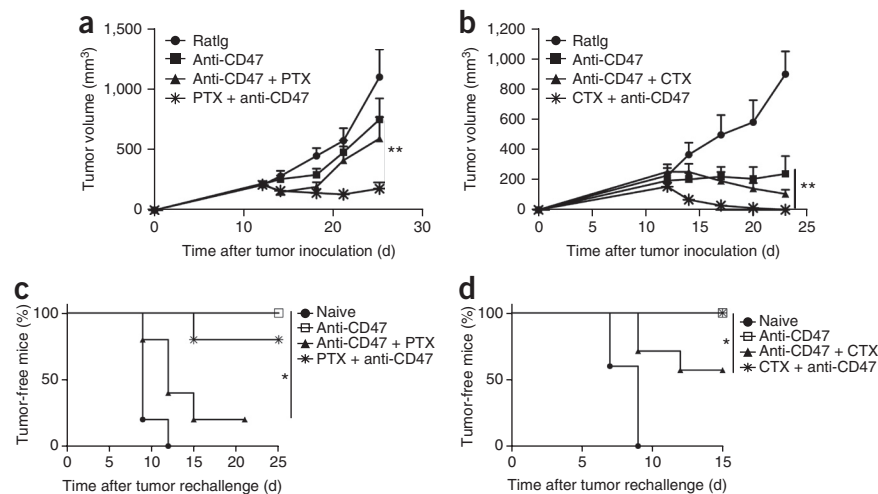 a
Tumor volume (mm³)
1,500
1,000
500
0
0 10 20 30
Time after tumor inoculation (d)
RatIg
Anti-CD47
Anti-CD47 + PTX
PTX + anti-CD47
**
b
Tumor volume (mm³)
1,200
1,000
800
600
400
200
0
0 5 10 15 20 25
Time after tumor inoculation (d)
RatIg
Anti-CD47
Anti-CD47 + CTX
CTX + anti-CD47
**
c
Tumor-free mice (%)
100
50
0
0 5 10 15 20 25
Time after tumor rechallenge (d)
Naive
Anti-CD47
Anti-CD47 + PTX
PTX + anti-CD47
*
d
Tumor-free mice (%)
100
50
0
0 5 10 15
Time after tumor rechallenge (d)
Naive
Anti-CD47
Anti-CD47 + CTX
CTX + anti-CD47
*